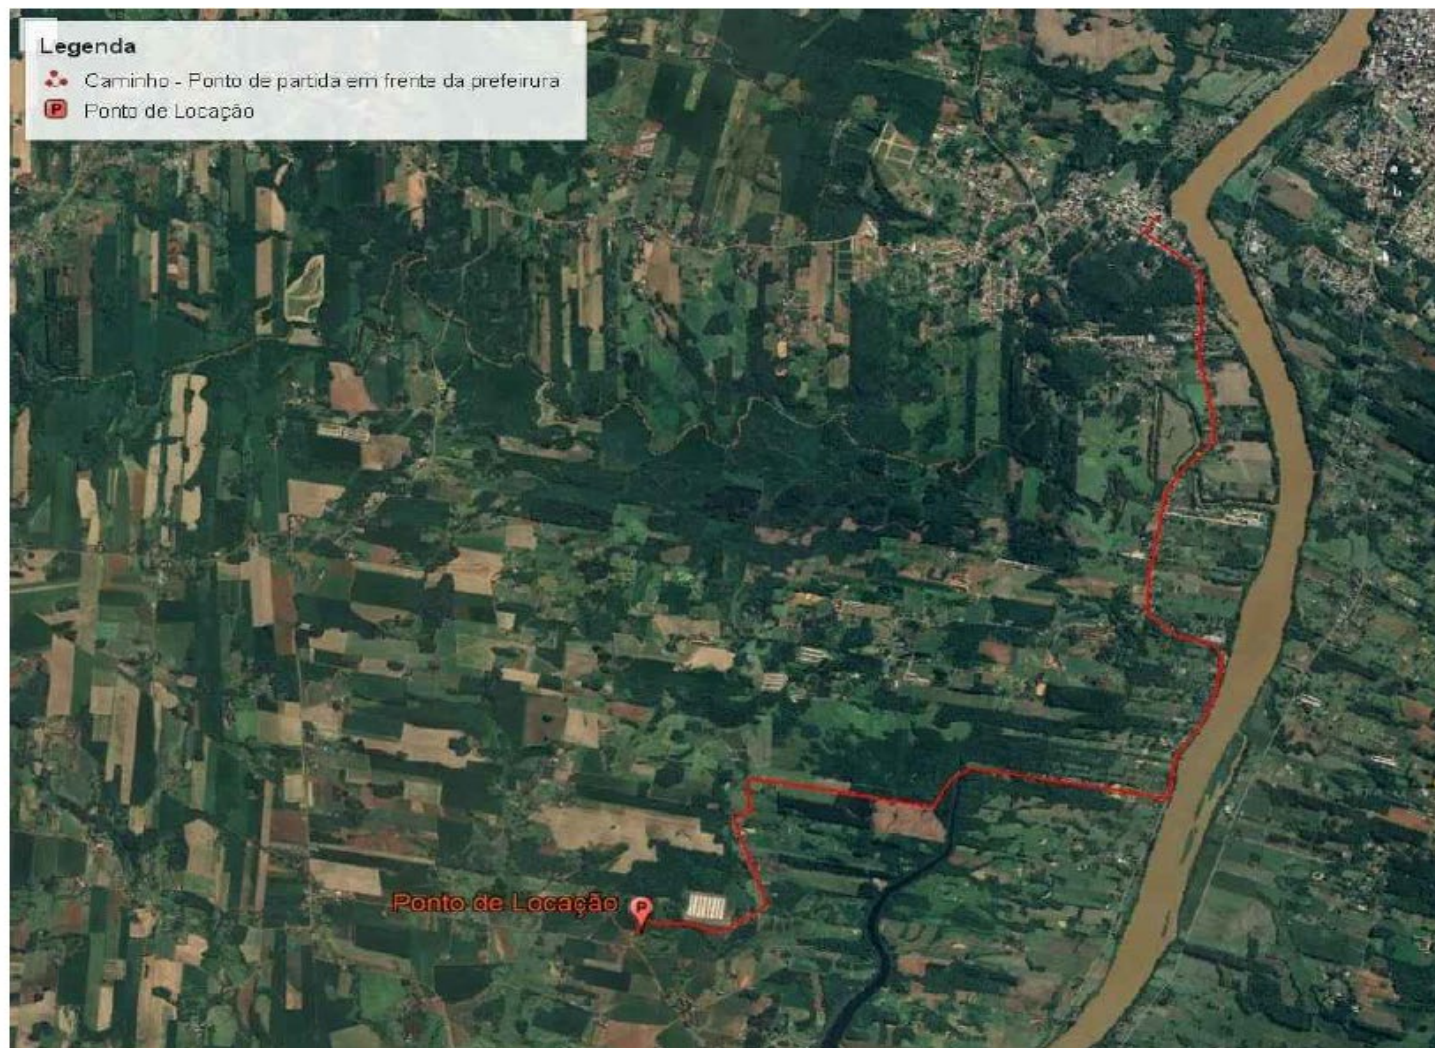 Legenda
Caminho - Ponto de partida em frente da prefeirura
P Ponto de Locação
Ponto de Locação P